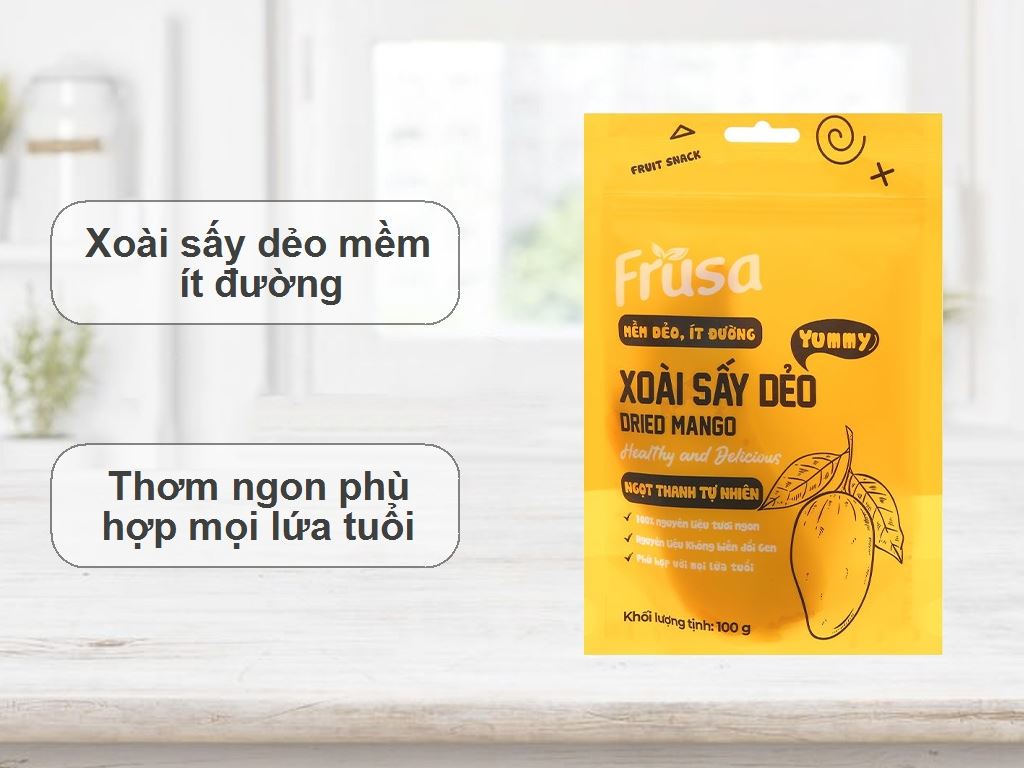 Xoài sấy dẻo mềm
ít đường
Thơm ngon phù
hợp mọi lứa tuổi
FRUIT SNACK
Frusa
MỀM DẺO, ÍT ĐƯỜNG
YUMMY
XOÀI SẤY DẺO
DRIED MANGO
Healthy and Delicious
NGỌT THANH TỰ NHIÊN
100% nguyên liệu tươi ngon
Nguyên liệu không biến đổi Gen
Phù hợp với mọi lứa tuổi
Khối lượng tịnh: 100 g